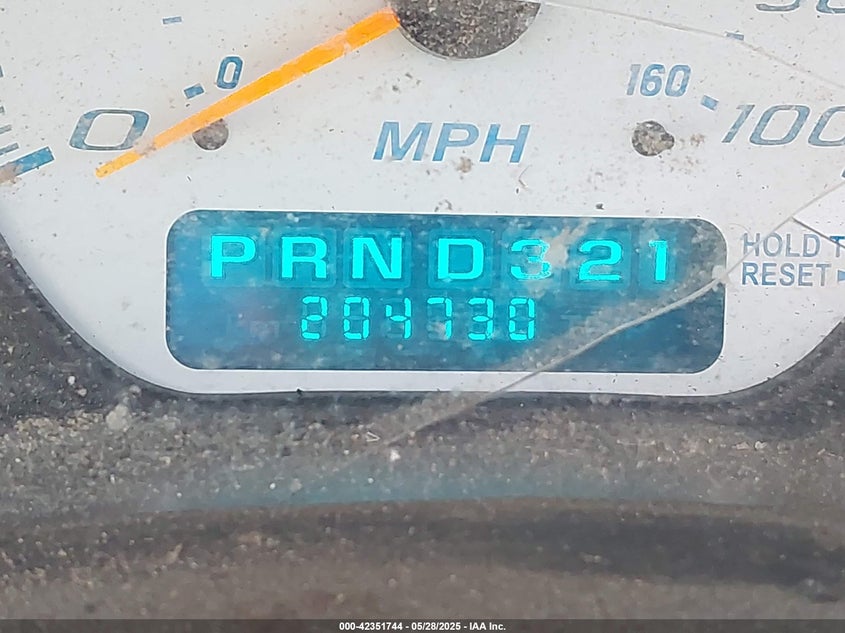 0
0
MPH
160
100
PRND321
204730
HOLD T
RESET
000-42351744 - 05/28/2025 - IAA Inc.